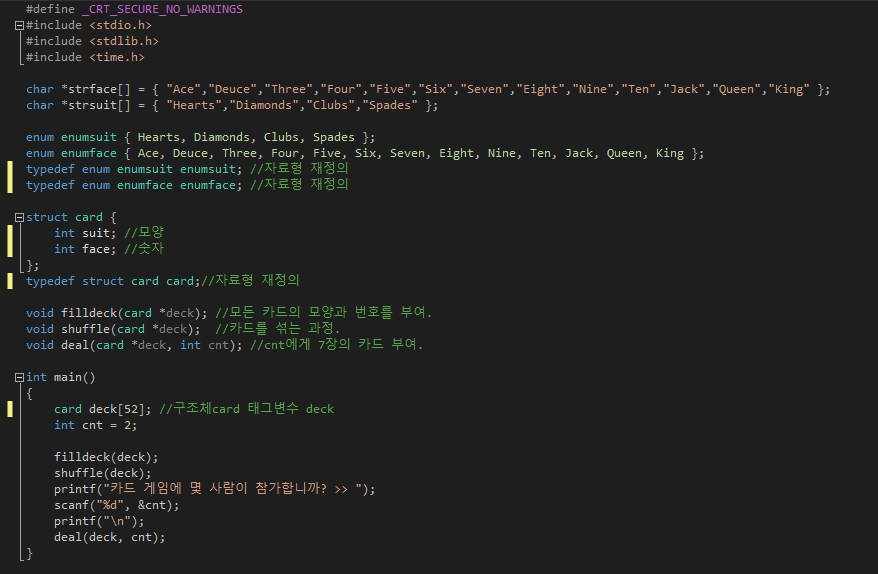 #define _CRT_SECURE_NO_WARNINGS
#include <stdio.h>
#include <stdlib.h>
#include <time.h>
char *strface[] = { "Ace","Deuce","Three","Four","Five","Six","Seven","Eight","Nine","Ten","Jack","Queen","King" };
char *strsuit[] = { "Hearts","Diamonds","Clubs","Spades" };
enum enumsuit { Hearts, Diamonds, Clubs, Spades };
enum enumface { Ace, Deuce, Three, Four, Five, Six, Seven, Eight, Nine, Ten, Jack, Queen, King };
typedef enum enumsuit enumsuit; //자료형 재정의
typedef enum enumface enumface; //자료형 재정의
struct card {
    int suit; //모양
    int face; //숫자
};
typedef struct card card;//자료형 재정의
void filldeck(card *deck); //모든 카드의 모양과 번호를 부여.
void shuffle(card *deck);  //카드를 섞는 과정.
void deal(card *deck, int cnt); //cnt에게 7장의 카드 부여.
int main()
{
    card deck[52]; //구조체card 태그변수 deck
    int cnt = 2;
    filldeck(deck);
    shuffle(deck);
    printf("카드 게임에 몇 사람이 참가합니까? >> ");
    scanf("%d", &cnt);
    printf("\n");
    deal(deck, cnt);
}